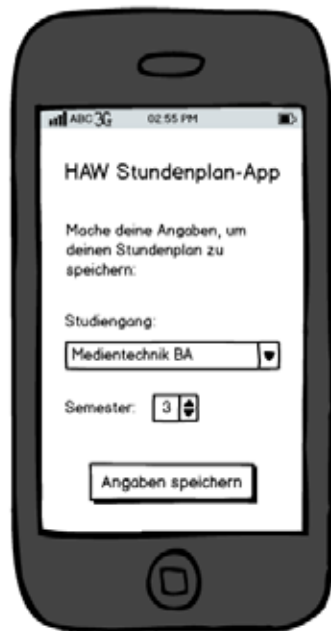 ABC 3G 02:55 PM
HAW Stundenplan-App
Mache deine Angaben, um
deinen Stundenplan zu
speichern:
Studiengang:
Medientechnik BA
Semester: 3
Angaben speichern